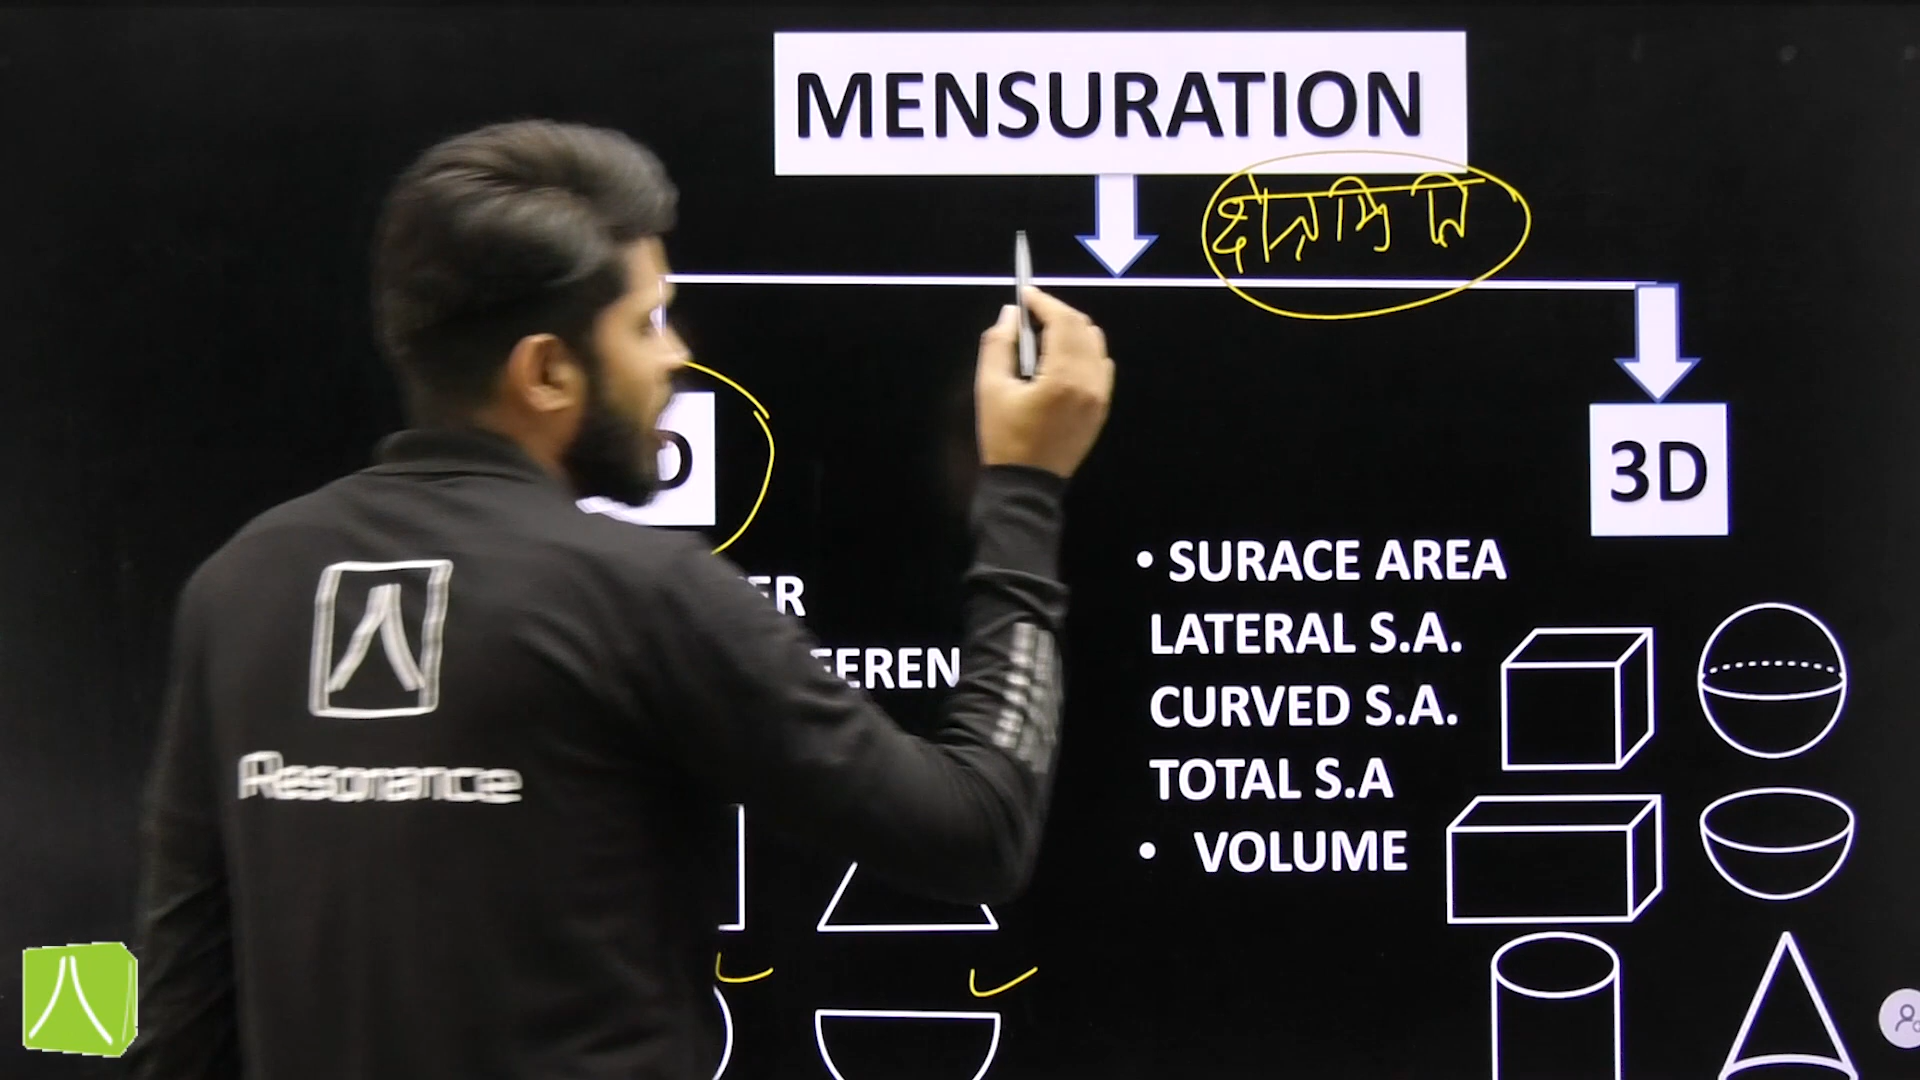 MENSURATION
क्षेत्रमिति
3D
• SURACE AREA
LATERAL S.A.
CURVED S.A.
TOTAL S.A
• VOLUME
Resonance